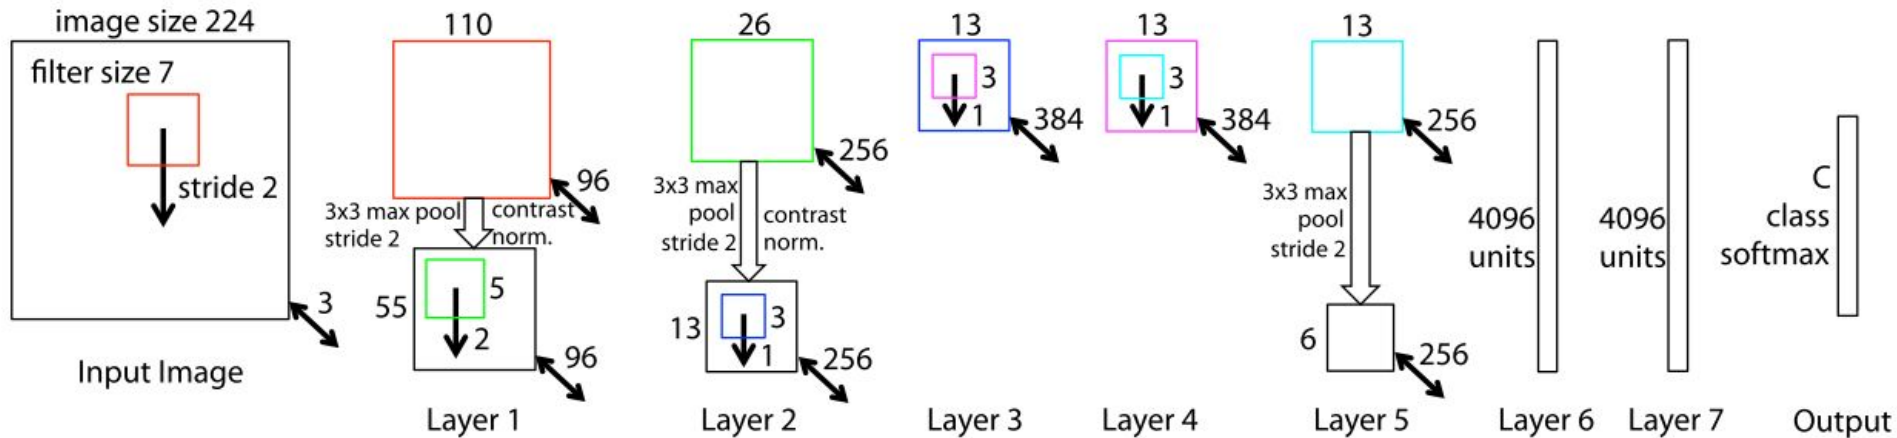 image size 224
filter size 7
stride 2
3
Input Image
110
96
3x3 max pool
stride 2
contrast
norm.
55
5
2
96
Layer 1
26
256
3x3 max
pool
stride 2
contrast
norm.
13
3
1
256
Layer 2
13
3
1
384
Layer 3
13
3
1
384
Layer 4
13
256
3x3 max
pool
stride 2
6
256
Layer 5
4096
units
Layer 6
4096
units
Layer 7
C
class
softmax
Output